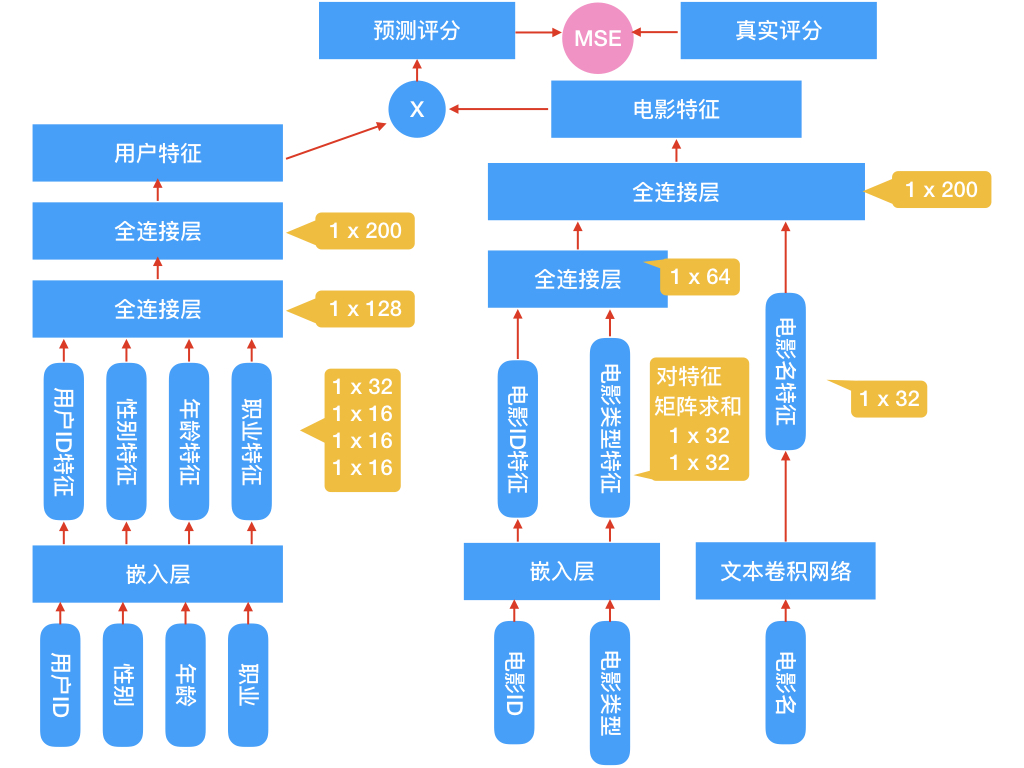 预测评分
MSE
真实评分
X
电影特征
用户特征
全连接层
1 x 200
全连接层
1 x 200
全连接层
1 x 64
全连接层
1 x 128
用户ID特征
性别特征
年龄特征
职业特征
1 x 32
1 x 16
1 x 16
1 x 16
电影ID特征
电影类型特征
对特征
矩阵求和
1 x 32
1 x 32
电影名特征
1 x 32
嵌入层
嵌入层
文本卷积网络
用户ID
性别
年龄
职业
电影ID
电影类型
电影名